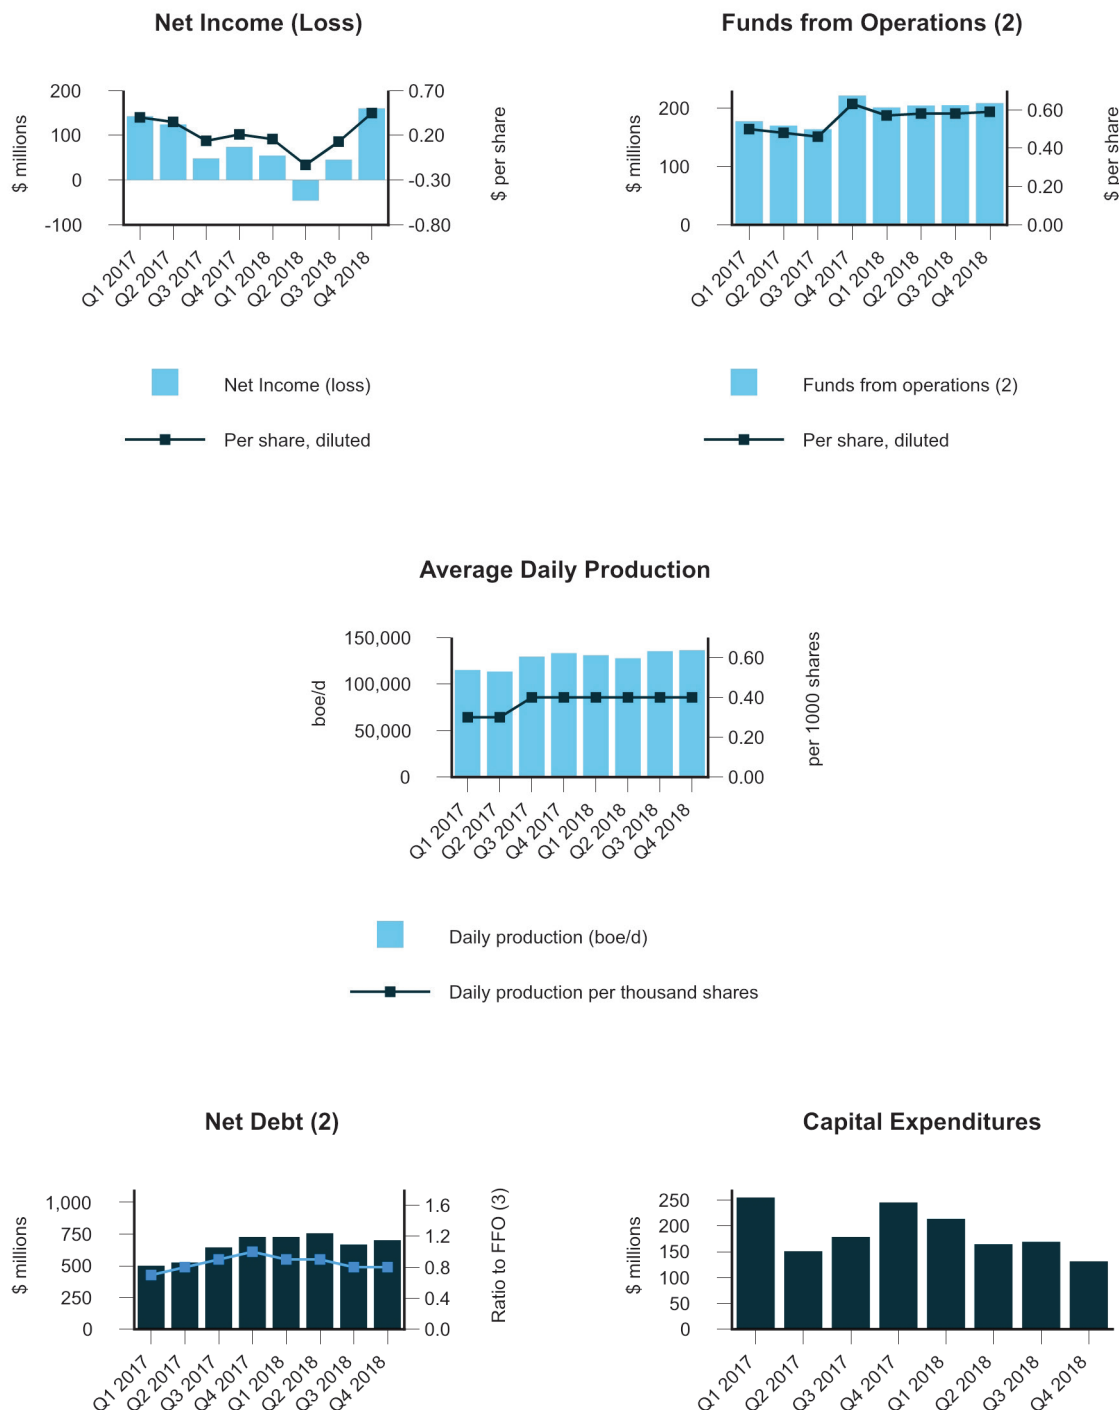 Net Income (Loss)
$ millions
200
100
0
-100
0.70
0.20
-0.30
-0.80
$ per share
Q1 2017
Q2 2017
Q3 2017
Q4 2017
Q1 2018
Q2 2018
Q3 2018
Q4 2018
Net Income (loss)
Per share, diluted
Funds from Operations (2)
$ millions
200
100
0
0.60
0.40
0.20
0.00
$ per share
Q1 2017
Q2 2017
Q3 2017
Q4 2017
Q1 2018
Q2 2018
Q3 2018
Q4 2018
Funds from operations (2)
Per share, diluted
Average Daily Production
boe/d
150,000
100,000
50,000
0
0.60
0.40
0.20
0.00
per 1000 shares
Q1 2017
Q2 2017
Q3 2017
Q4 2017
Q1 2018
Q2 2018
Q3 2018
Q4 2018
Daily production (boe/d)
Daily production per thousand shares
Net Debt (2)
$ millions
1,000
750
500
250
0
1.6
1.2
0.8
0.4
0.0
Ratio to FFO (3)
Q1 2017
Q2 2017
Q3 2017
Q4 2017
Q1 2018
Q2 2018
Q3 2018
Q4 2018
Capital Expenditures
$ millions
250
200
150
100
50
0
Q1 2017
Q2 2017
Q3 2017
Q4 2017
Q1 2018
Q2 2018
Q3 2018
Q4 2018